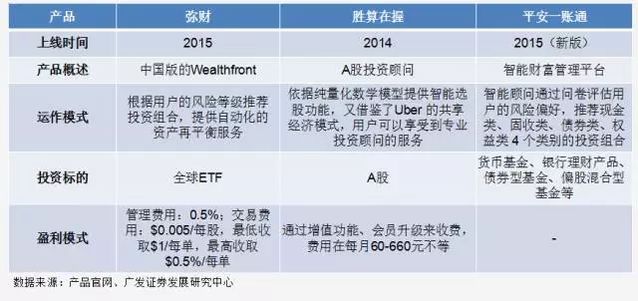 产品 弥财 胜算在握 平安一账通
上线时间 2015 2014 2015（新版）
产品概述 中国版的Wealthfront A股投资顾问 智能财富管理平台
运作模式
根据用户的风险等级推荐
投资组合，提供自动化的
资产再平衡服务
依据纯量化数学模型提供智能选
股功能，又借鉴了Uber 的共享
经济模式，用户可以享受到专业
投资顾问的服务
智能顾问通过问卷评估用
户的风险偏好，推荐现金
类、固收类、债券类、权
益类 4 个类别的投资组合
投资标的
全球ETF
A股
货币基金、银行理财产品、
债券型基金、偏股混合型
基金等
盈利模式
管理费用：0.5%；交易费
用：$0.005/每股，最低收
取$1/每单，最高收取
$0.5%/每单
通过增值功能、会员升级来收费，
费用在每月60-660元不等
-
数据来源：产品官网、广发证券发展研究中心